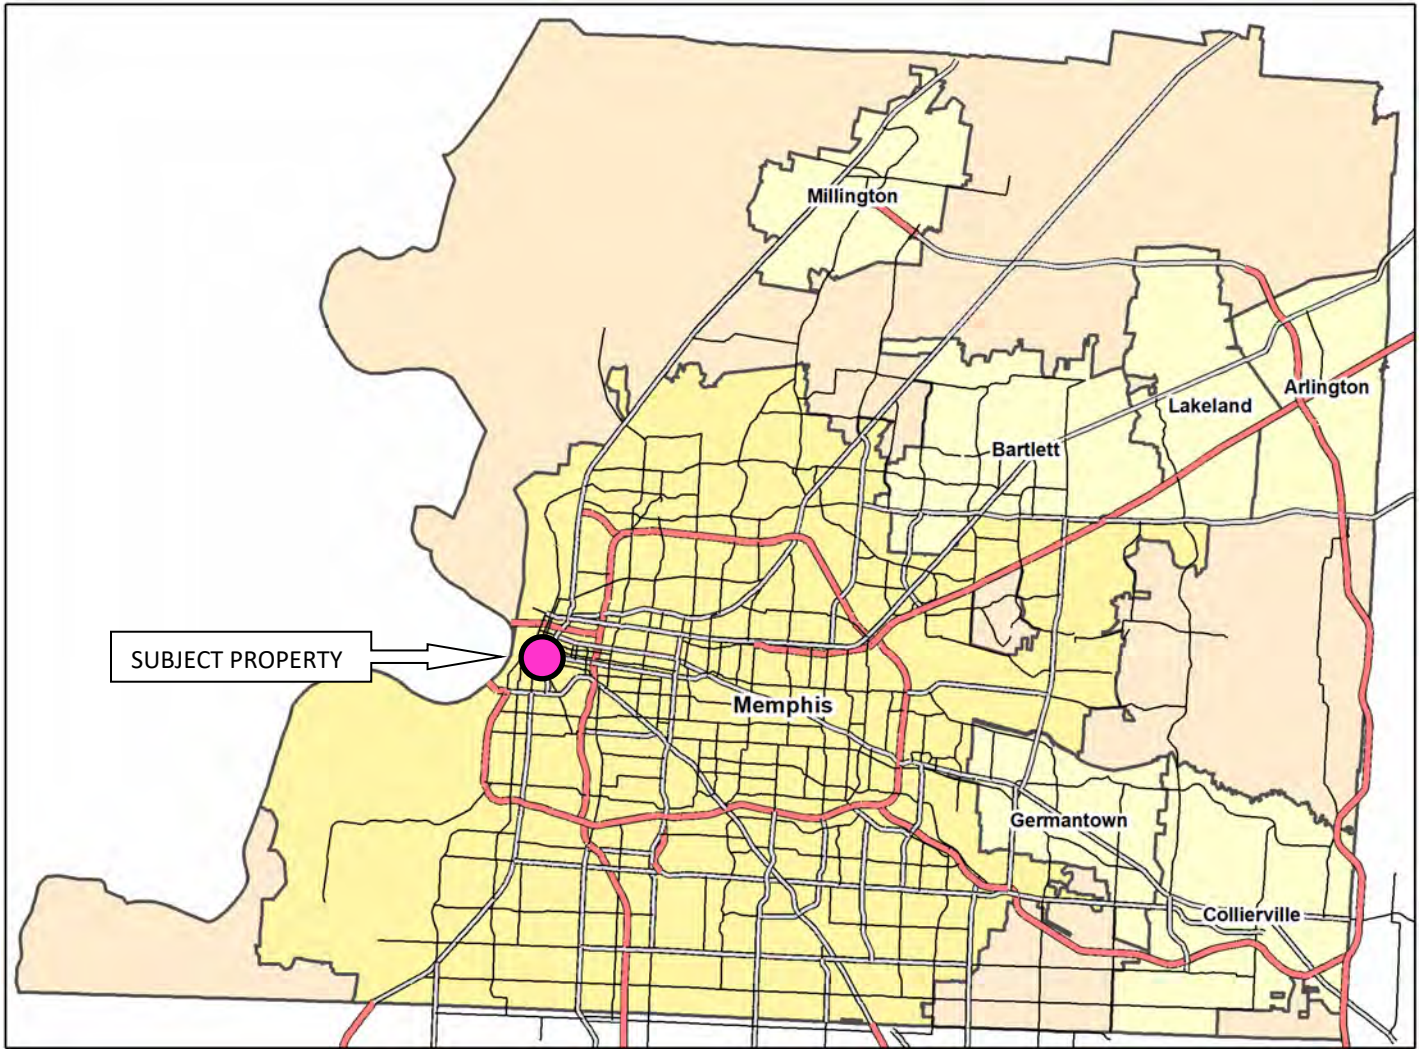 Millington
Arlington
Lakeland
Bartlett
SUBJECT PROPERTY
Memphis
Germantown
Collierville